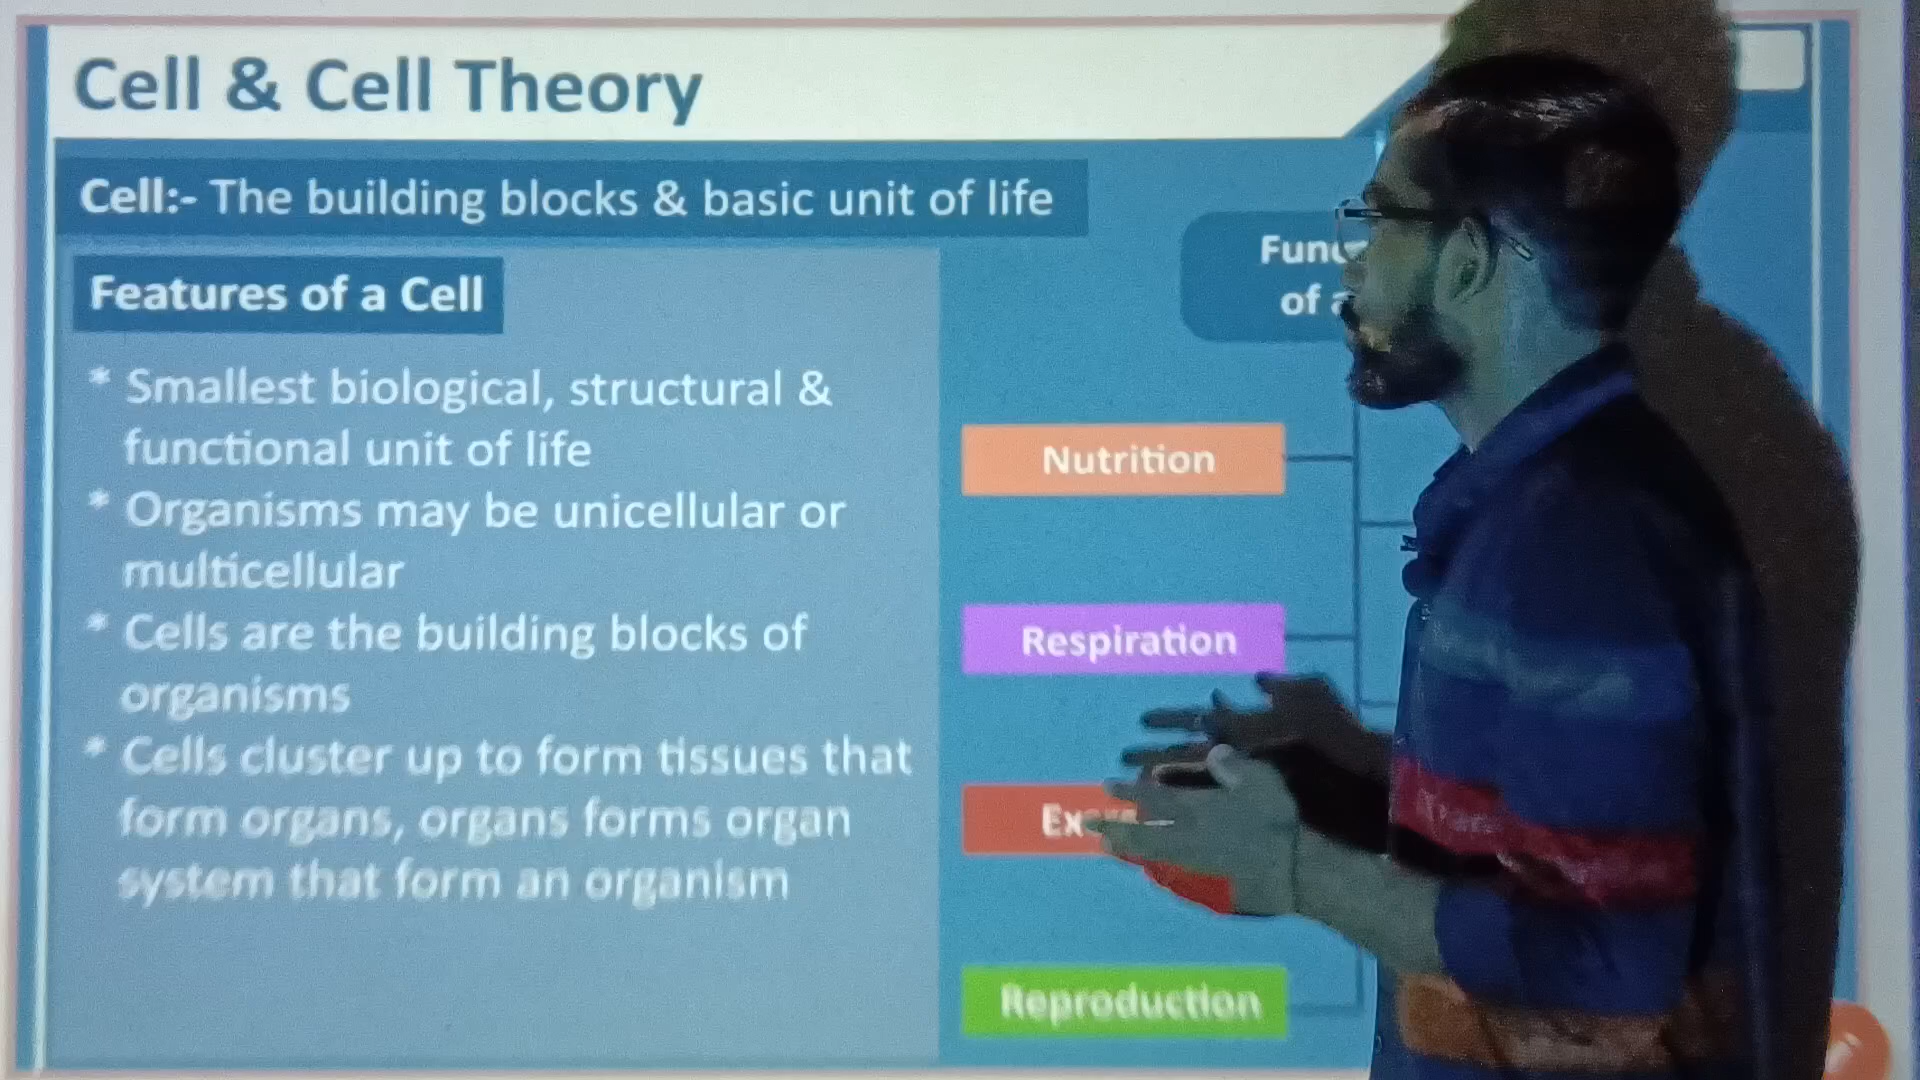 Cell & Cell Theory
Cell:- The building blocks & basic unit of life
Features of a Cell
* Smallest biological, structural &
functional unit of life
* Organisms may be unicellular or
multicellular
* Cells are the building blocks of
organisms
* Cells cluster up to form tissues that
form organs, organs forms organ
system that form an organism
of
Nutrition
Respiration
Reproduction